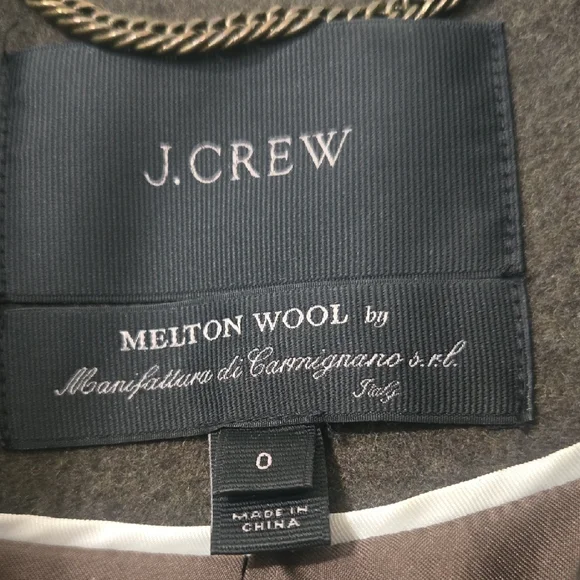 J.CREW
MELTON WOOL by
Manifattura di Carmignano s.r.l.
Italy
0
MADE IN
CHINA